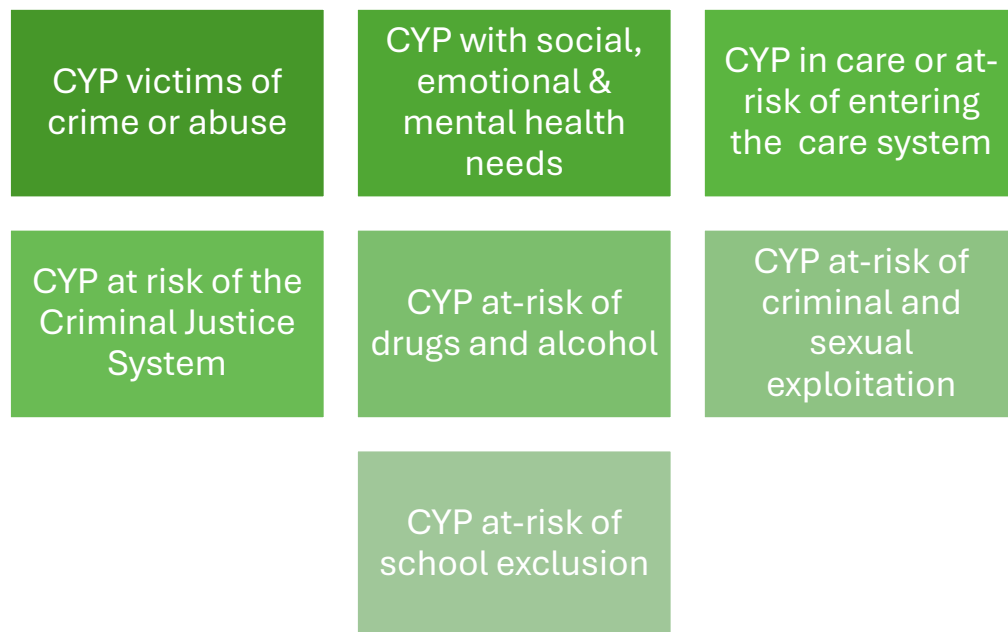 CYP victims of
crime or abuse
CYP with social,
emotional &
mental health
needs
CYP in care or at-
risk of entering
the care system
CYP at risk of the
Criminal Justice
System
CYP at-risk of
drugs and alcohol
CYP at-risk of
criminal and
sexual
exploitation
CYP at-risk of
school exclusion